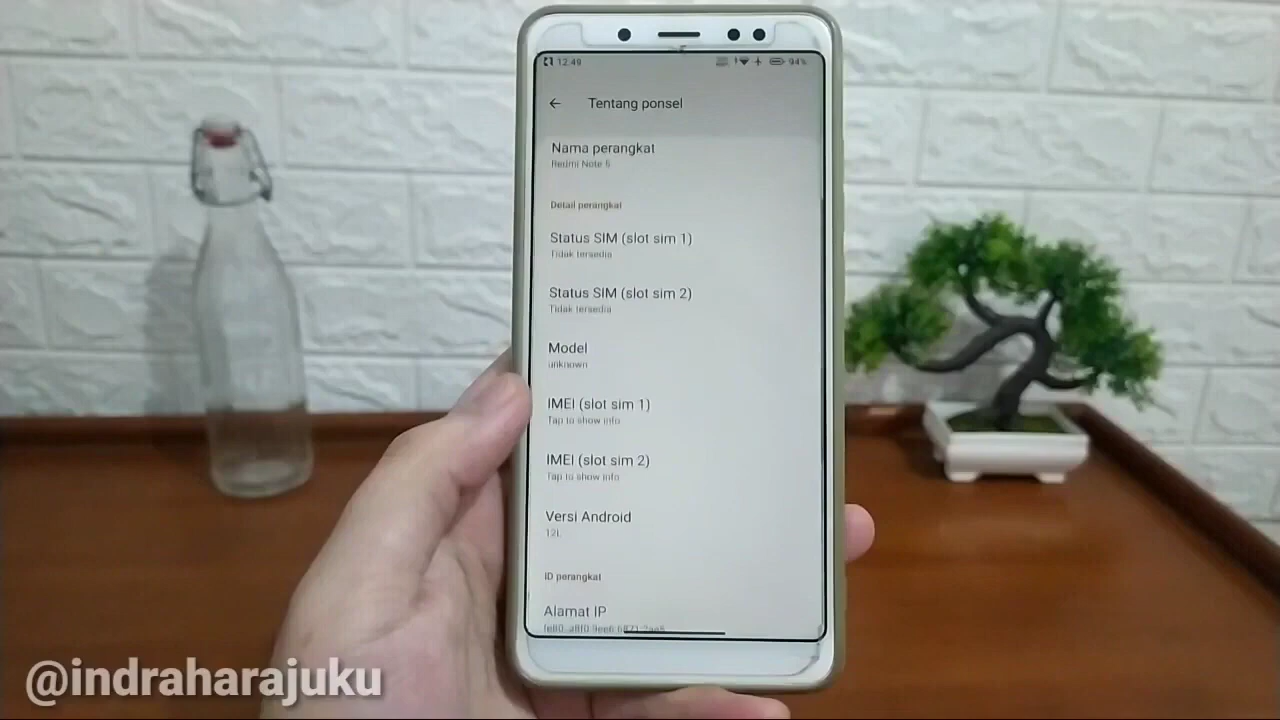 12.49
94%
Tentang ponsel
Nama perangkat
Redmi Note 5
Detail perangkat
Status SIM (slot sim 1)
Tidak tersedia
Status SIM (slot sim 2)
Tidak tersedia
Model
unknown
IMEI (slot sim 1)
Tap to show info
IMEI (slot sim 2)
Tap to show info
Versi Android
12L
ID perangkat
Alamat IP
@indraharajuku